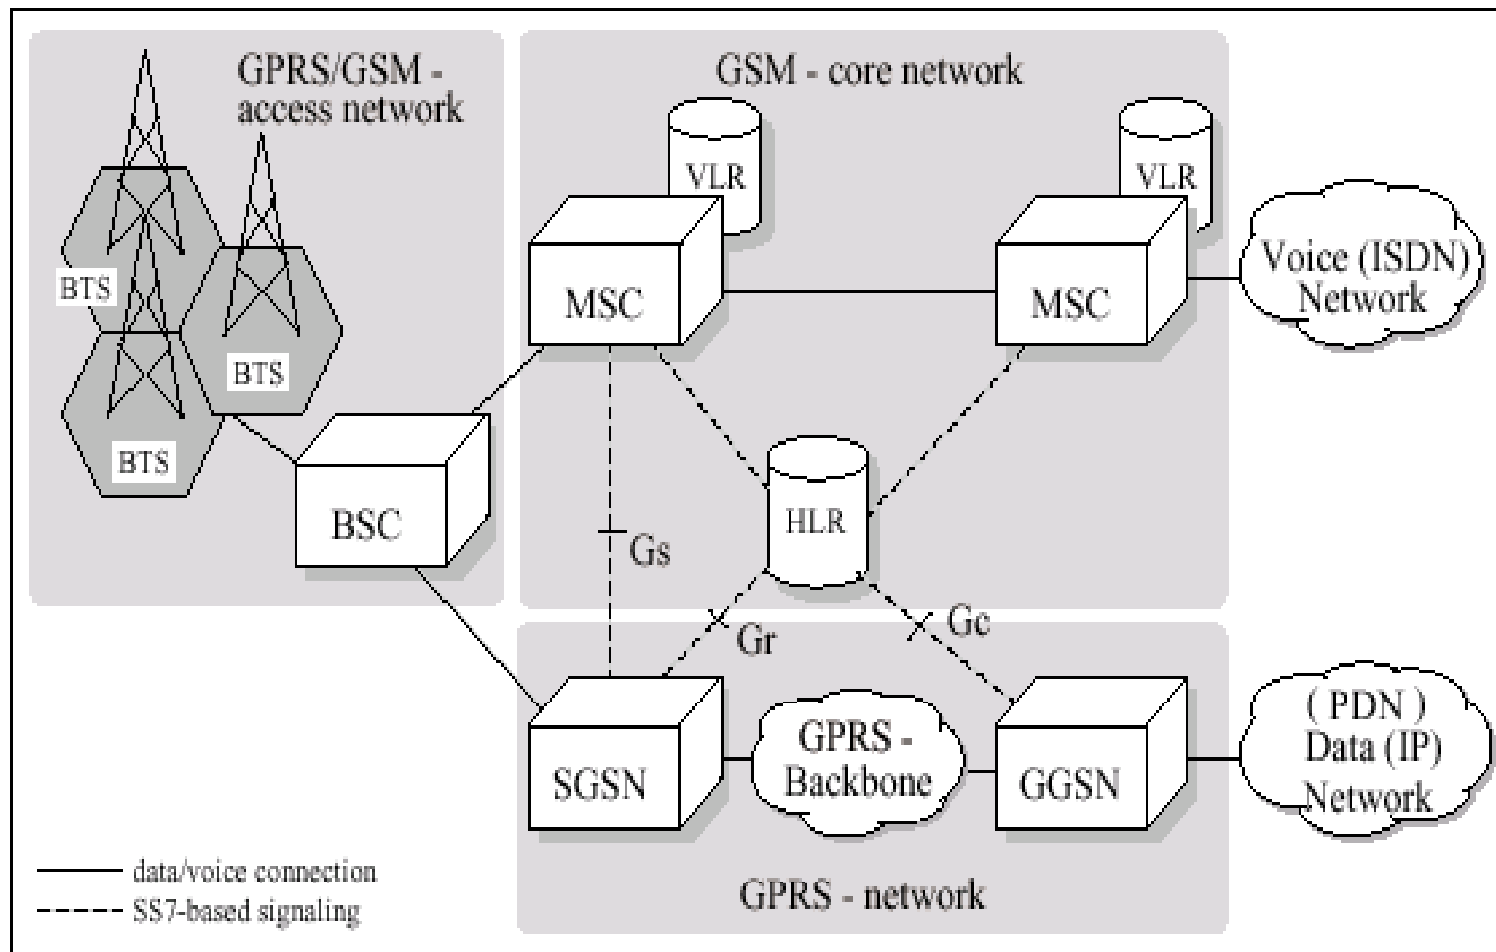 GPRS/GSM -
access network
GSM - core network
VLR
VLR
BTS
MSC
MSC
Voice (ISDN)
Network
BTS
BTS
BSC
HLR
Gs
Gr
Gc
SGSN
GPRS -
Backbone
GGSN
( PDN )
Data (IP)
Network
data/voice connection
SS7-based signaling
GPRS - network